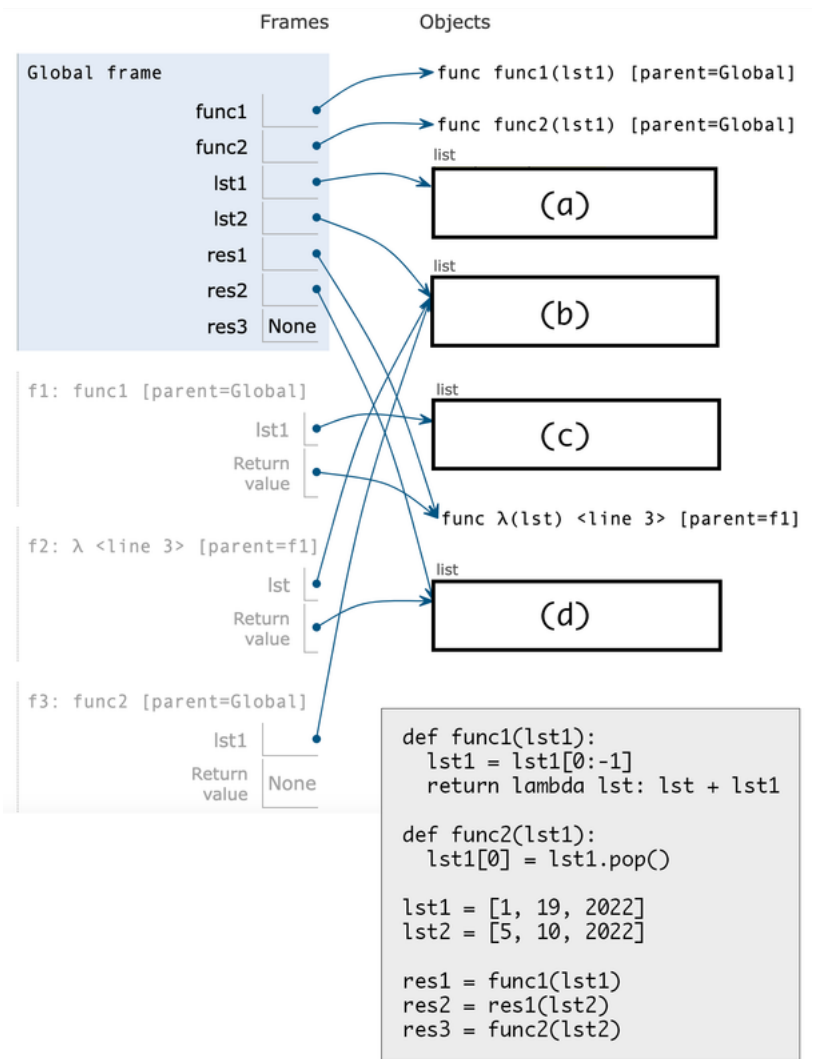 Frames Objects
Global frame
func1
func2
lst1
lst2
res1
res2
res3 None
func func1(lst1) [parent=Global]
func func2(lst1) [parent=Global]
list
(a)
list
(b)
list
(c)
func λ(lst) <line 3> [parent=f1]
list
(d)
f1: func1 [parent=Global]
lst1
Return
value
f2: λ <line 3> [parent=f1]
lst
Return
value
f3: func2 [parent=Global]
lst1
Return
value None
def func1(lst1):
  lst1 = lst1[0:-1]
  return lambda lst: lst + lst1
def func2(lst1):
  lst1[0] = lst1.pop()
lst1 = [1, 19, 2022]
lst2 = [5, 10, 2022]
res1 = func1(lst1)
res2 = res1(lst2)
res3 = func2(lst2)